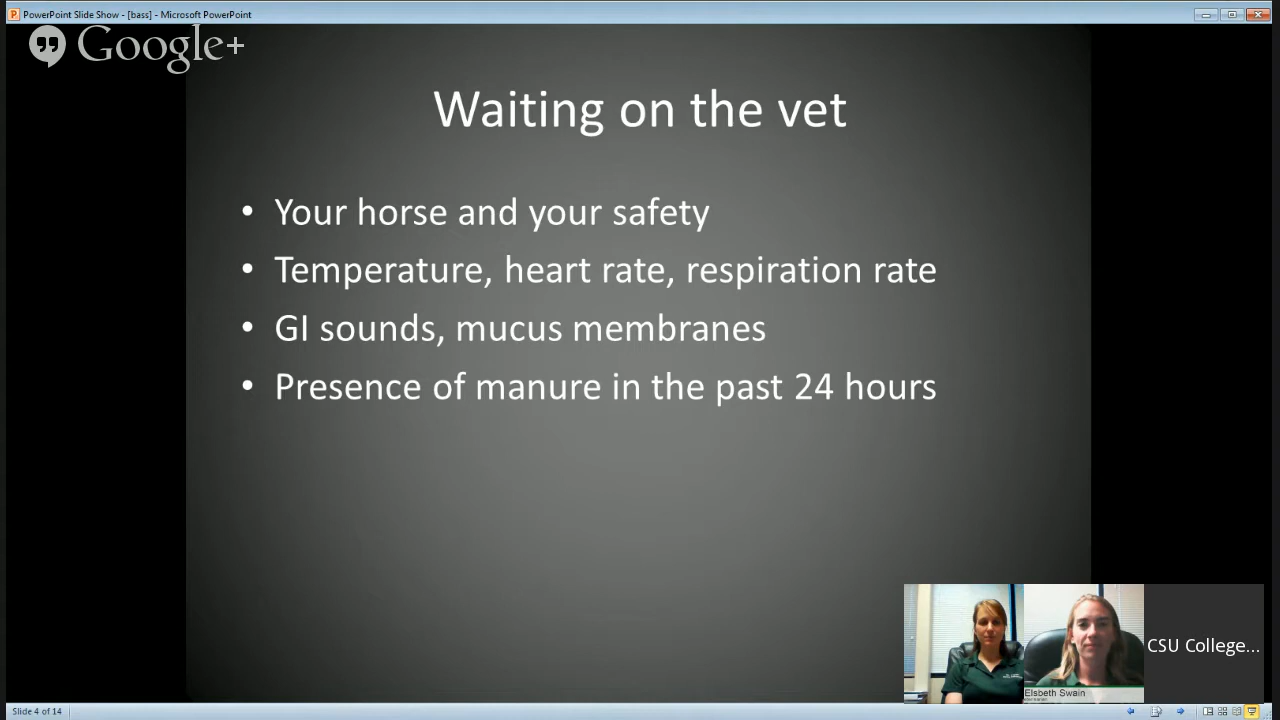 PowerPoint Slide Show - [bass] - Microsoft PowerPoint
Google+
Waiting on the vet
• Your horse and your safety
• Temperature, heart rate, respiration rate
• GI sounds, mucus membranes
• Presence of manure in the past 24 hours
CSU College...
Elsbeth Swain
Slide 4 of 14